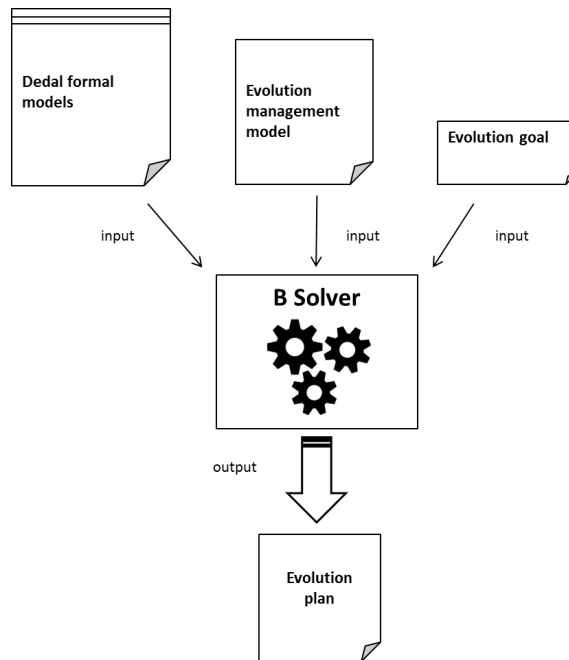 Dedal formal
models
Evolution
management
model
Evolution goal
input
input
input
B Solver
output
Evolution
plan